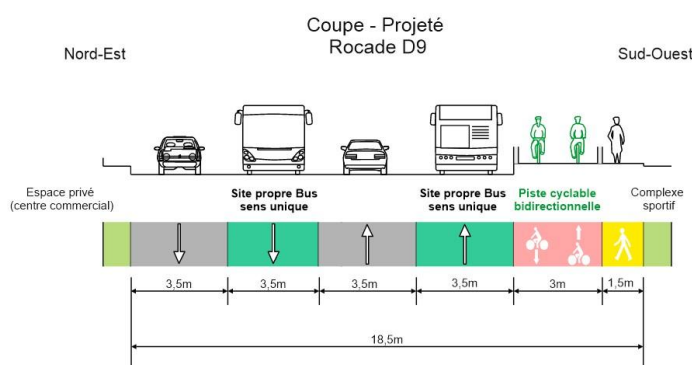 Coupe - Projeté
Rocade D9
Nord-Est
Sud-Ouest
Espace privé
(centre commercial)
Site propre Bus
sens unique
Site propre Bus
sens unique
Piste cyclable
bidirectionnelle
Complexe
sportif
3,5m
3,5m
3,5m
3,5m
3m
1,5m
18,5m